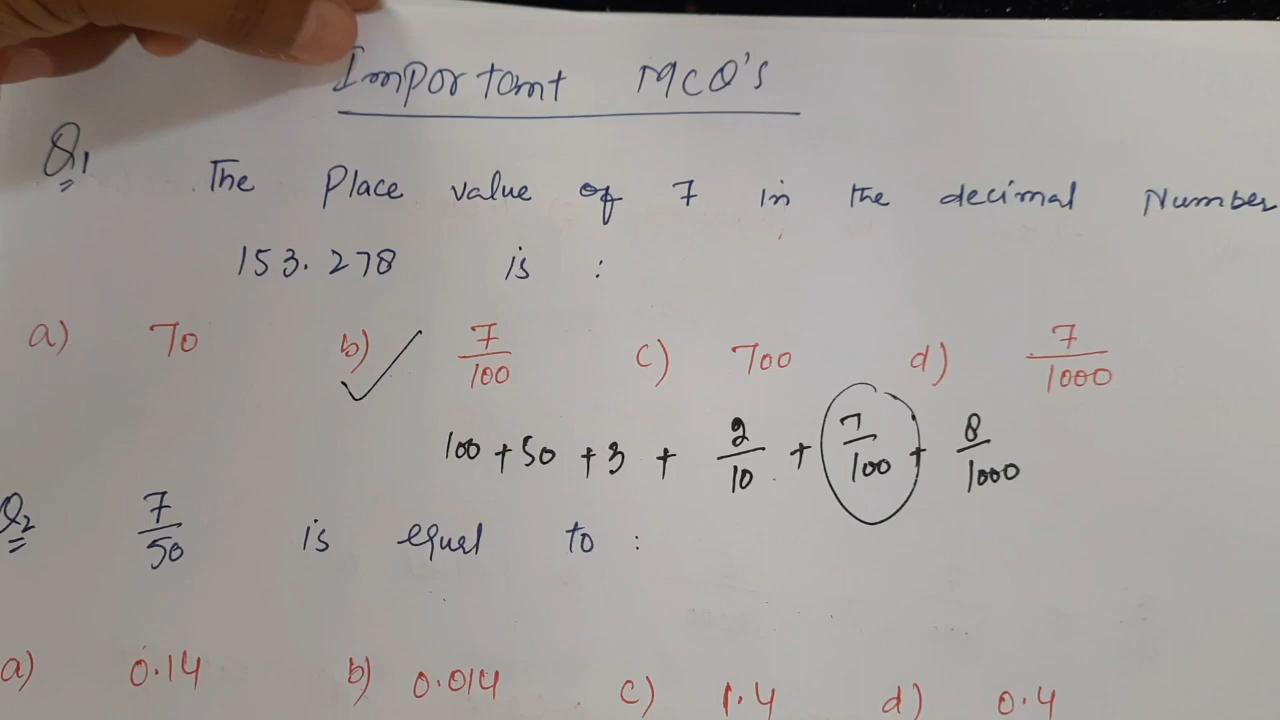 Important MCQ's
Q1 The Place value of 7 in the decimal Number
153.278 is :
a) 70 b) ✓ 7/100 c) 700 d) 7/1000
100 + 50 + 3 + 2/10 + 7/100 + 8/1000
Q2 7/50 is equal to :
a) 0.14 b) 0.014 c) 1.4 d) 0.4